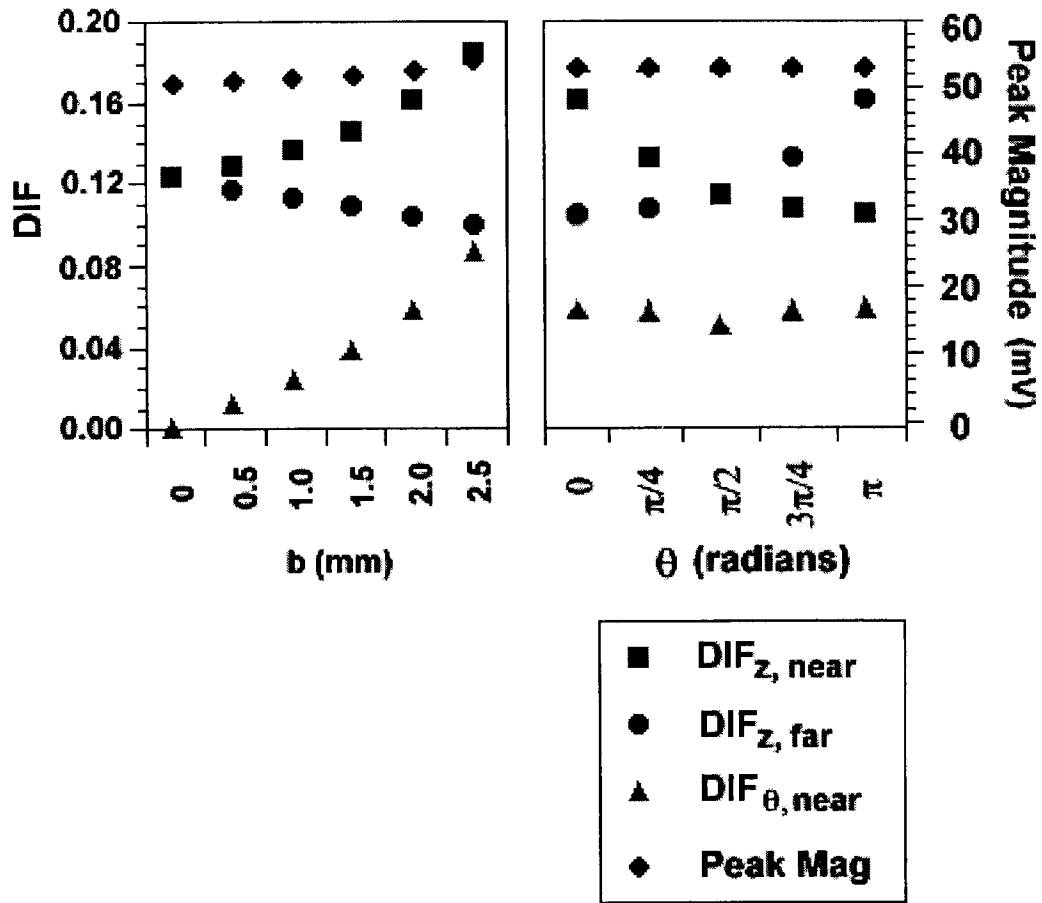 DIF
0.20
0.16
0.12
0.08
0.04
0.00
0
0.5
1.0
1.5
2.0
2.5
b (mm)
0
π/4
π/2
3π/4
π
θ (radians)
60
50
40
30
20
10
0
Peak Magnitude (mV)
DIFz, near
DIFz, far
DIFθ, near
Peak Mag